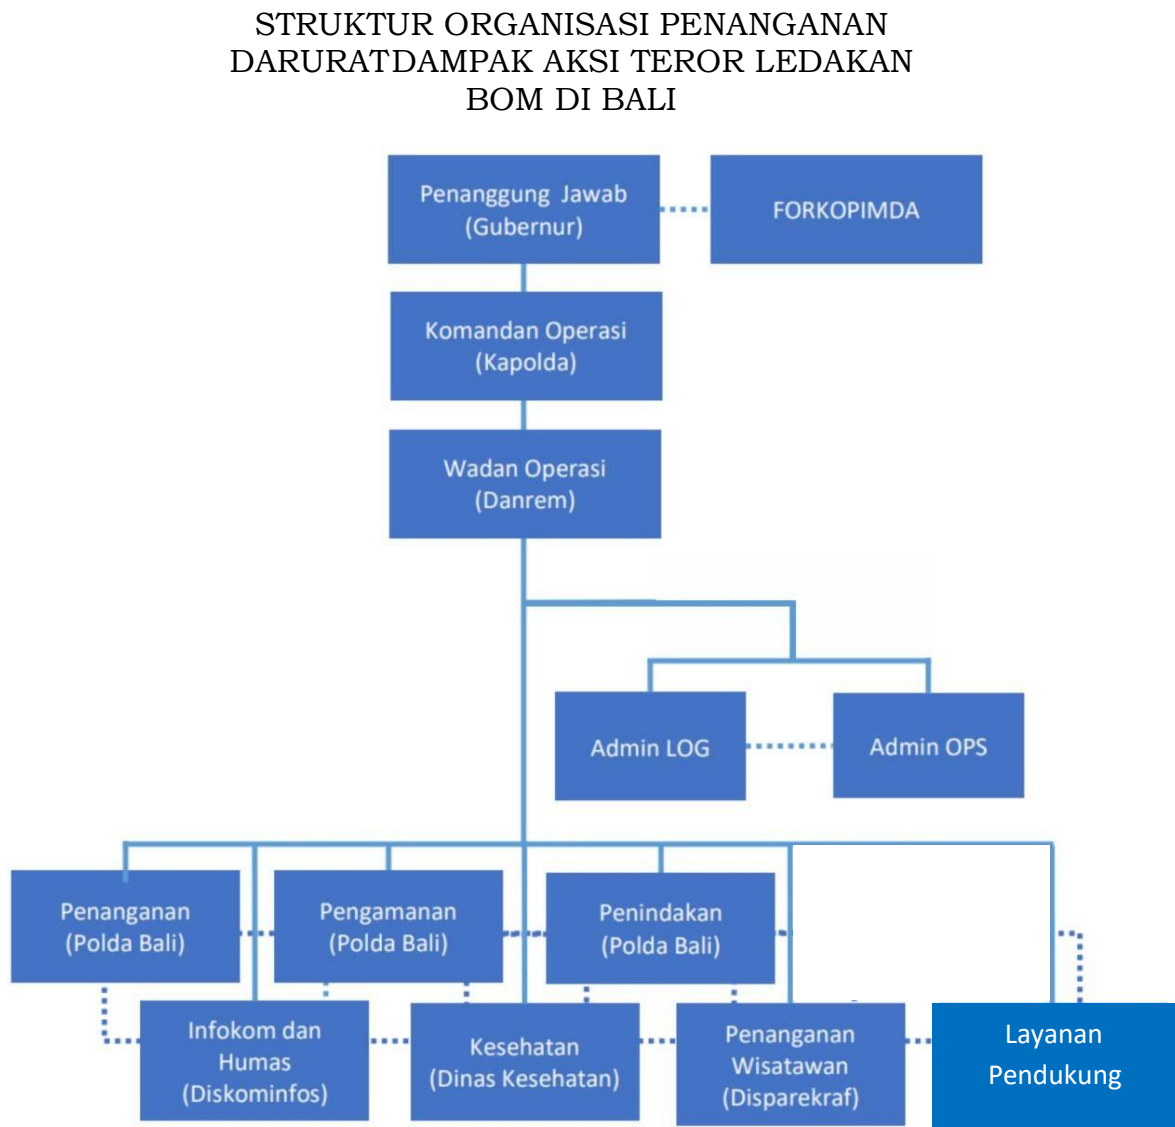 STRUKTUR ORGANISASI PENANGANAN
DARURATDAMPAK AKSI TEROR LEDAKAN
BOM DI BALI
Penanggung Jawab
(Gubernur)
FORKOPIMDA
Komandan Operasi
(Kapolda)
Wadan Operasi
(Danrem)
Admin LOG
Admin OPS
Penanganan
(Polda Bali)
Pengamanan
(Polda Bali)
Penindakan
(Polda Bali)
Infokom dan
Humas
(Diskominfos)
Kesehatan
(Dinas Kesehatan)
Penanganan
Wisatawan
(Disparekraf)
Layanan
Pendukung